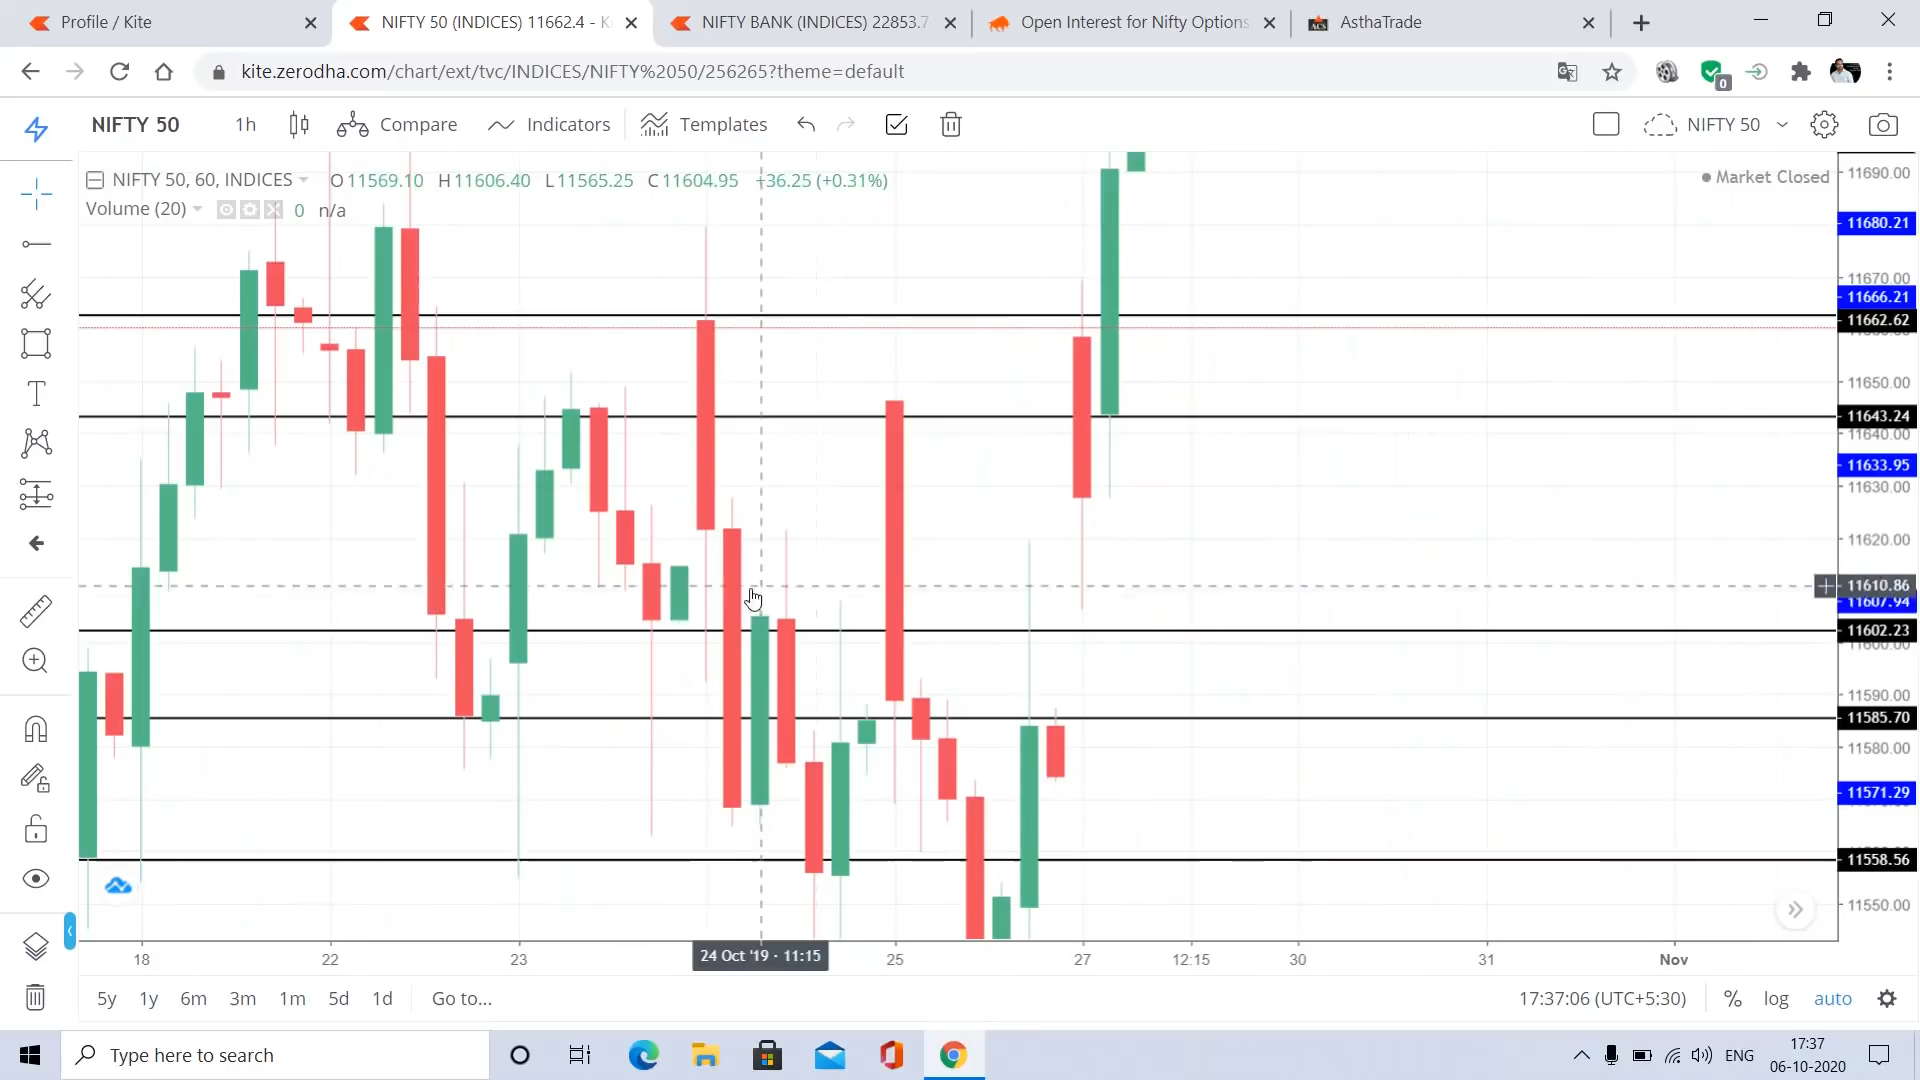 Profile / Kite
NIFTY 50 (INDICES) 11662.4 - K
NIFTY BANK (INDICES) 22853.7
Open Interest for Nifty Options
AsthaTrade
kite.zerodha.com/chart/ext/tvc/INDICES/NIFTY%2050/256265?theme=default
0
NIFTY 50
1h
Compare
Indicators
Templates
NIFTY 50
NIFTY 50, 60, INDICES
O11569.10 H11606.40 L11565.25 C11604.95 +36.25 (+0.31%)
Market Closed
Volume (20)
0 n/a
11690.00
11680.21
11670.00
11666.21
11662.62
11650.00
11643.24
11640.00
11633.95
11630.00
11620.00
11610.86
11607.94
11602.23
11600.00
11590.00
11585.70
11580.00
11571.29
11558.56
11550.00
18
22
23
24 Oct '19 · 11:15
25
27
12:15
30
31
Nov
5y 1y 6m 3m 1m 5d 1d Go to...
17:37:06 (UTC+5:30) % log auto
Type here to search
ENG
17:37
06-10-2020